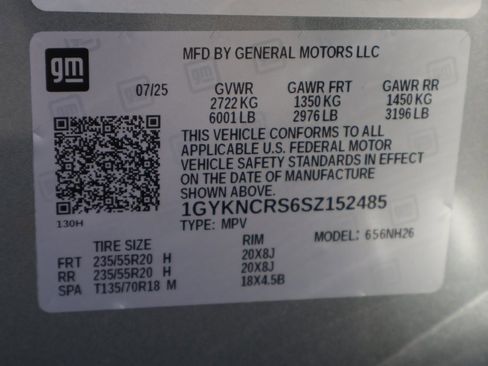 gm
MFD BY GENERAL MOTORS LLC
07/25 GVWR GAWR FRT GAWR RR
2722 KG 1350 KG 1450 KG
6001 LB 2976 LB 3196 LB
THIS VEHICLE CONFORMS TO ALL
APPLICABLE U.S. FEDERAL MOTOR
VEHICLE SAFETY STANDARDS IN EFFECT
ON THE DATE OF MANUFACTURE
SHOWN ABOVE.
1GYKNCRS6SZ152485
130H
TYPE: MPV MODEL: 656NH26
TIRE SIZE RIM
FRT 235/55R20 H 20X8J
RR 235/55R20 H 20X8J
SPA T135/70R18 M 18X4.5B